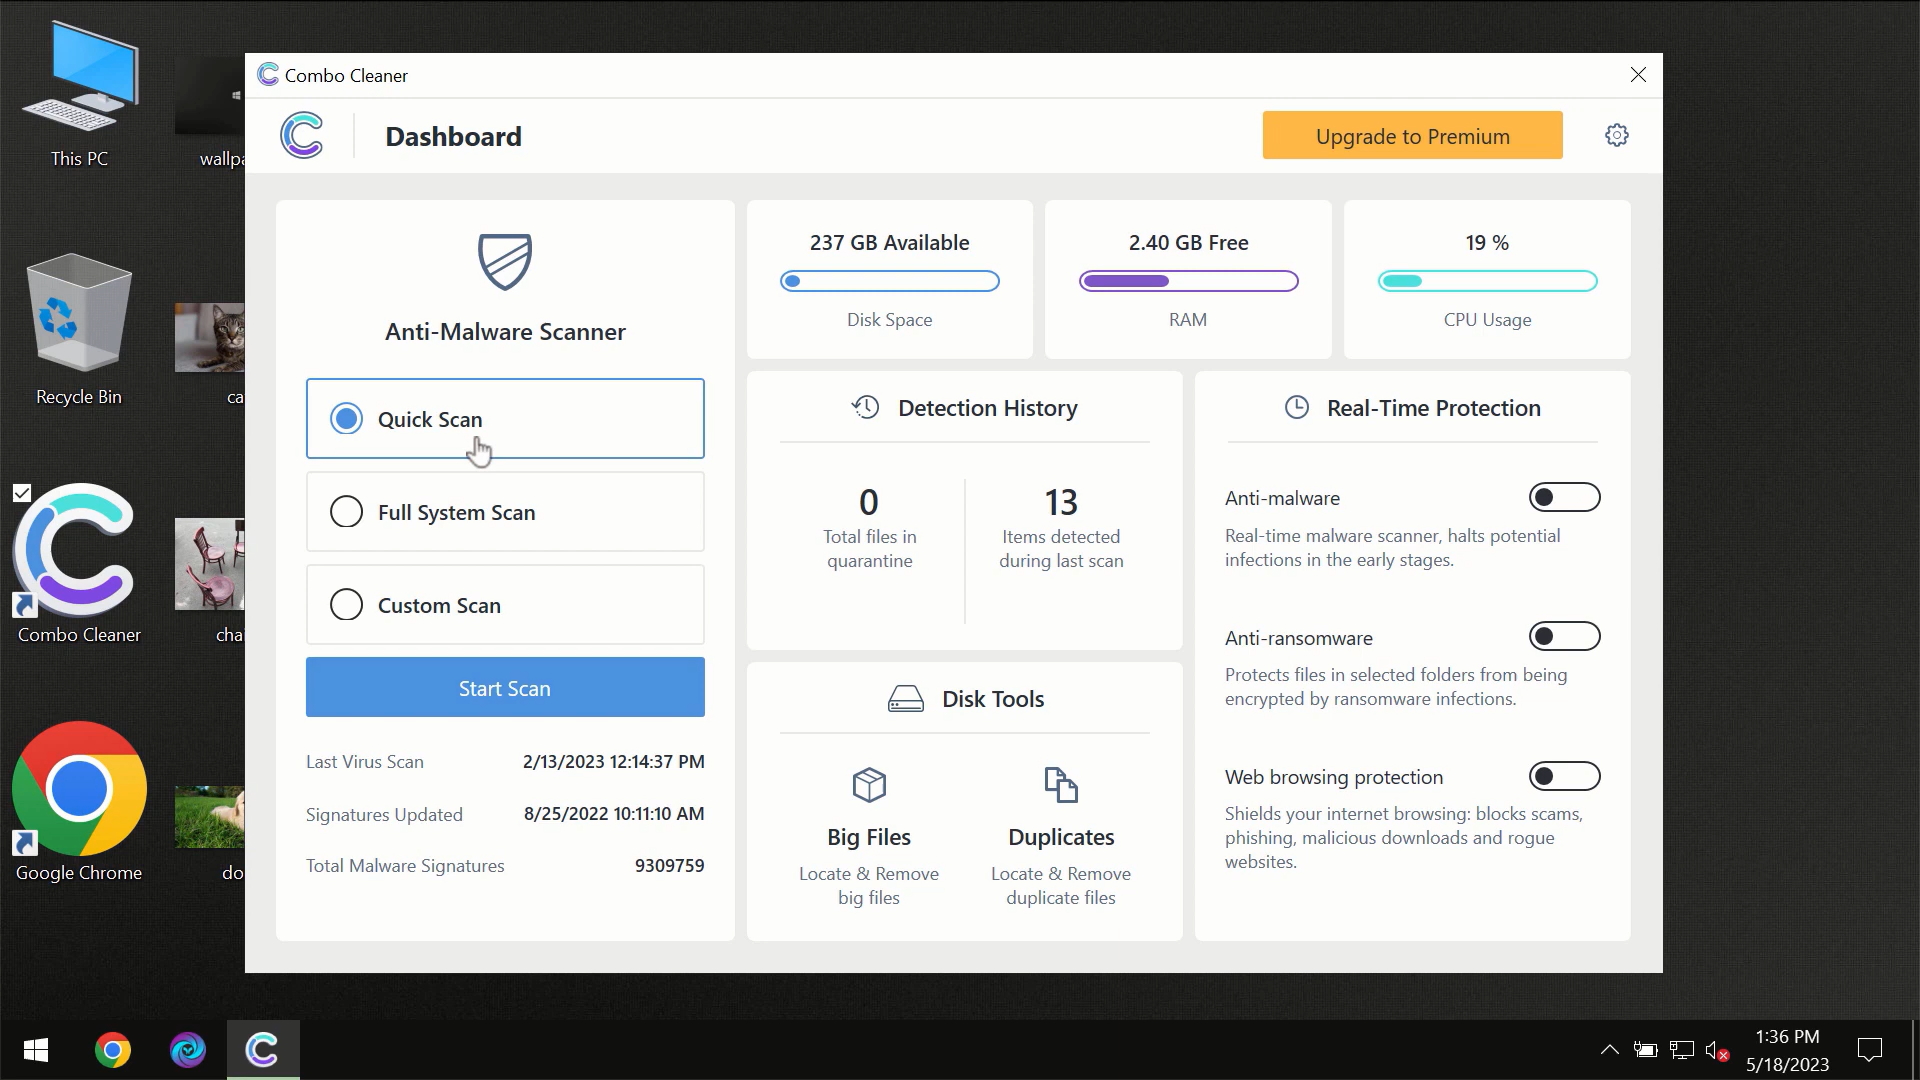 Combo Cleaner
Dashboard
Upgrade to Premium
This PC
Recycle Bin
Combo Cleaner
Google Chrome
Anti-Malware Scanner
Quick Scan
Full System Scan
Custom Scan
Start Scan
Last Virus Scan 2/13/2023 12:14:37 PM
Signatures Updated 8/25/2022 10:11:10 AM
Total Malware Signatures 9309759
237 GB Available
Disk Space
2.40 GB Free
RAM
19 %
CPU Usage
Detection History
0
Total files in
quarantine
13
Items detected
during last scan
Disk Tools
Big Files
Locate & Remove
big files
Duplicates
Locate & Remove
duplicate files
Real-Time Protection
Anti-malware
Real-time malware scanner, halts potential
infections in the early stages.
Anti-ransomware
Protects files in selected folders from being
encrypted by ransomware infections.
Web browsing protection
Shields your internet browsing: blocks scams,
phishing, malicious downloads and rogue
websites.
1:36 PM
5/18/2023